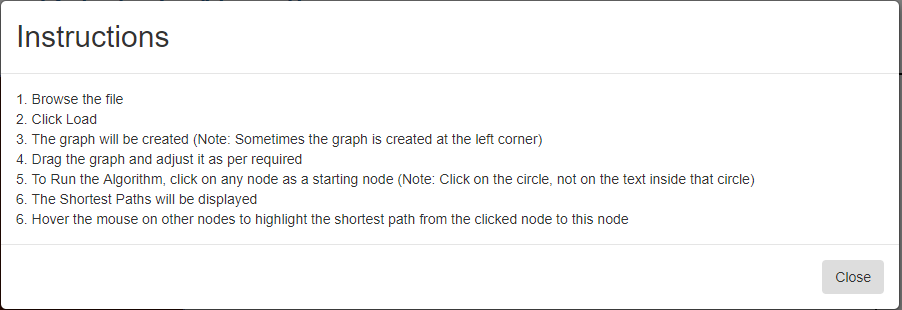 Instructions
1. Browse the file
2. Click Load
3. The graph will be created (Note: Sometimes the graph is created at the left corner)
4. Drag the graph and adjust it as per required
5. To Run the Algorithm, click on any node as a starting node (Note: Click on the circle, not on the text inside that circle)
6. The Shortest Paths will be displayed
6. Hover the mouse on other nodes to highlight the shortest path from the clicked node to this node
Close